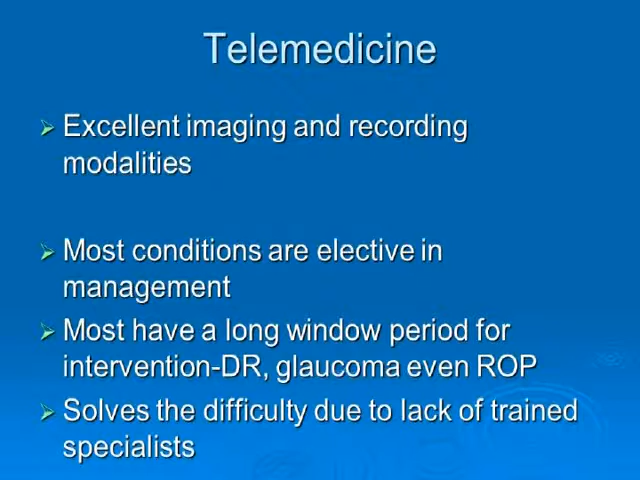 Telemedicine
➢ Excellent imaging and recording
modalities
➢ Most conditions are elective in
management
➢ Most have a long window period for
intervention-DR, glaucoma even ROP
➢ Solves the difficulty due to lack of trained
specialists